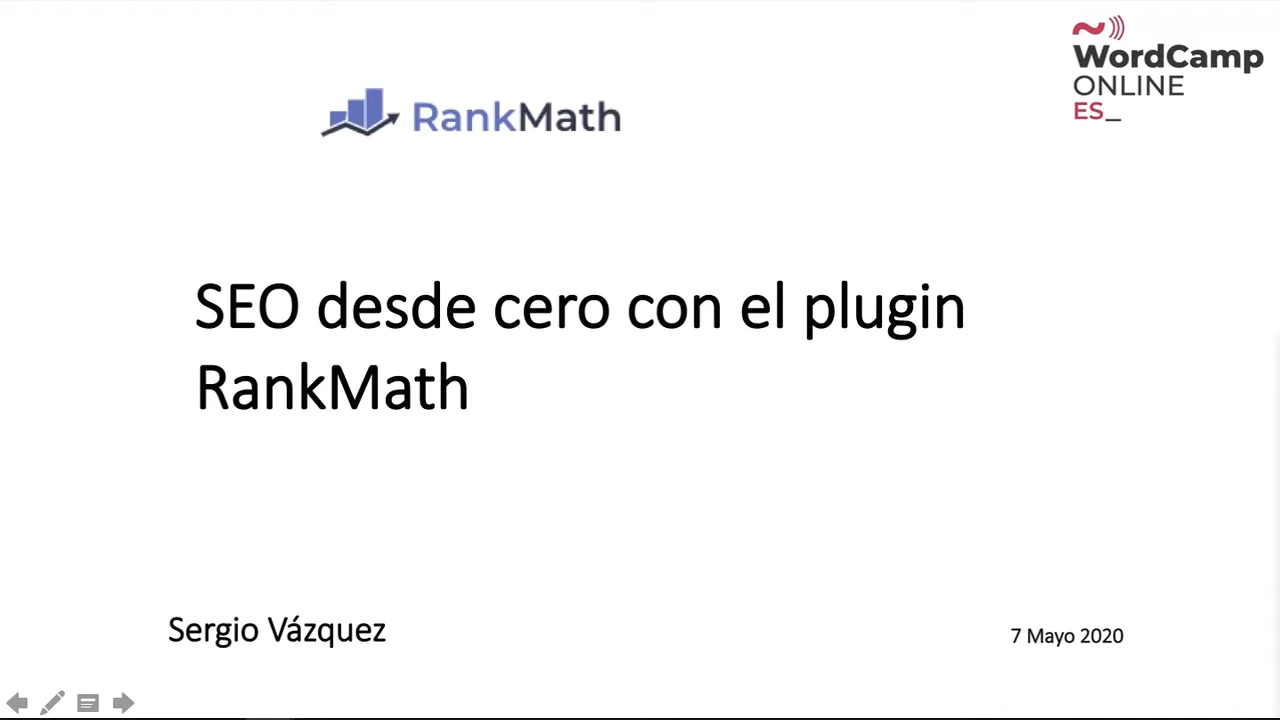 WordCamp
ONLINE
ES_
RankMath
SEO desde cero con el plugin
RankMath
Sergio Vázquez
7 Mayo 2020